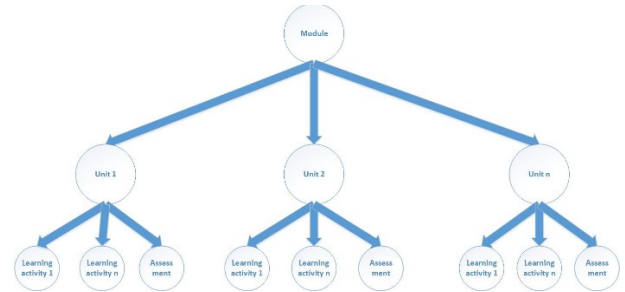 Module
Unit 1
Unit 2
Unit n
Learning
activity 1
Learning
activity n
Assess
ment
Learning
activity 1
Learning
activity n
Assess
ment
Learning
activity 1
Learning
activity n
Assess
ment